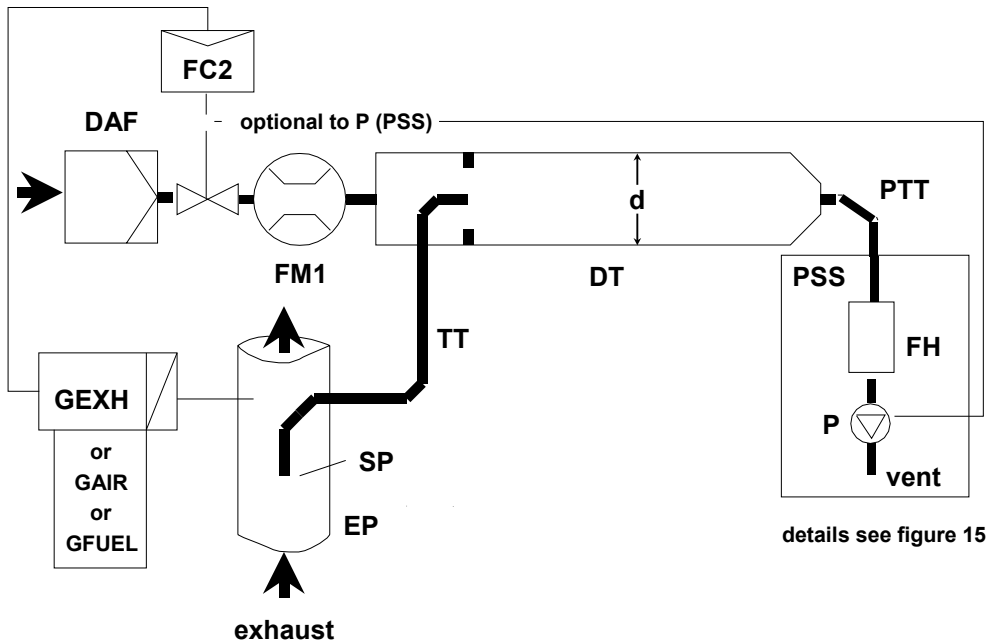 FC2
DAF
optional to P (PSS)
d
PTT
FM1
DT
PSS
TT
FH
GEXH
P
or
GAIR
or
GFUEL
SP
vent
EP
details see figure 15
exhaust